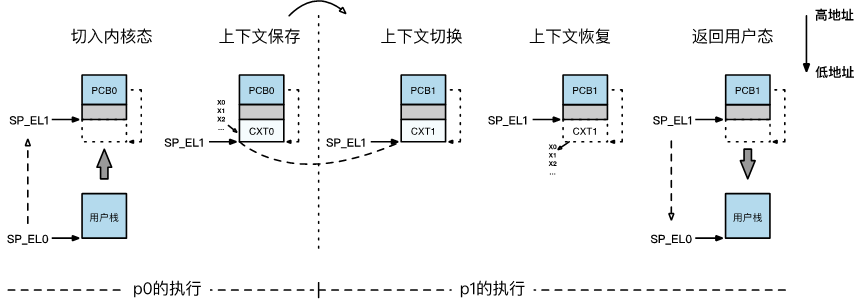 高地址
切入内核态
上下文保存
上下文切换
上下文恢复
返回用户态
低地址
PCB0
PCB0
PCB1
PCB1
PCB1
X0
X1
X2
...
SP_EL1
SP_EL1
CXT0
SP_EL1
CXT1
SP_EL1
CXT1
SP_EL1
X0
X1
X2
...
用户栈
用户栈
SP_EL0
SP_EL0
p0的执行
p1的执行